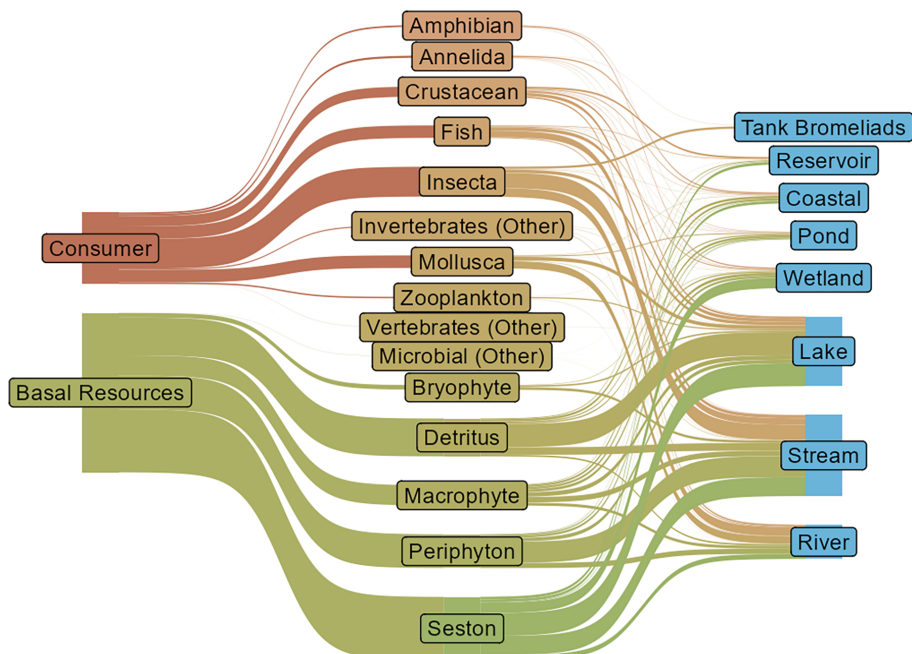 Consumer
Basal Resources
Amphibian
Annelida
Crustacean
Fish
Insecta
Invertebrates (Other)
Mollusca
Zooplankton
Vertebrates (Other)
Microbial (Other)
Bryophyte
Detritus
Macrophyte
Periphyton
Seston
Tank Bromeliads
Reservoir
Coastal
Pond
Wetland
Lake
Stream
River